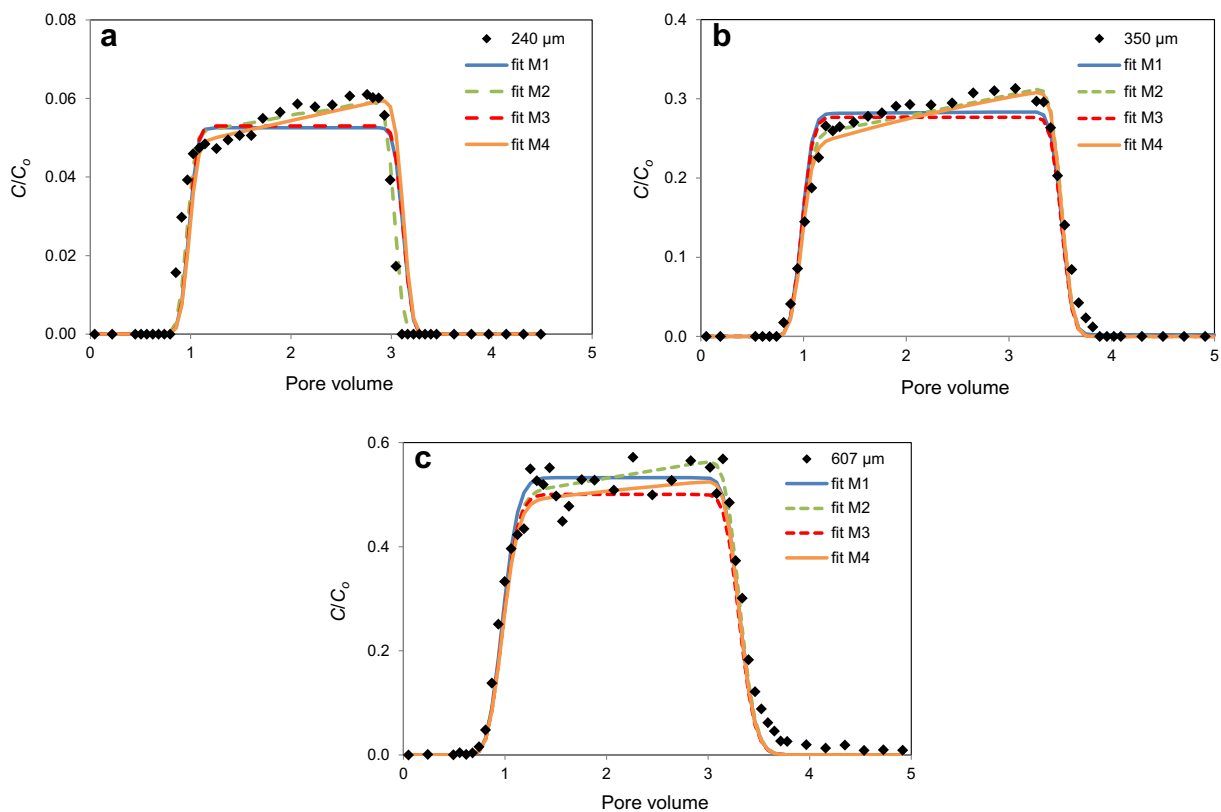 a
0.08
0.06
0.04
0.02
0.00
C/Co
240 µm
fit M1
fit M2
fit M3
fit M4
0 1 2 3 4 5
Pore volume
b
0.4
0.3
0.2
0.1
0.0
C/Co
350 µm
fit M1
fit M2
fit M3
fit M4
0 1 2 3 4 5
Pore volume
c
0.6
0.4
0.2
0.0
C/Co
607 µm
fit M1
fit M2
fit M3
fit M4
0 1 2 3 4 5
Pore volume